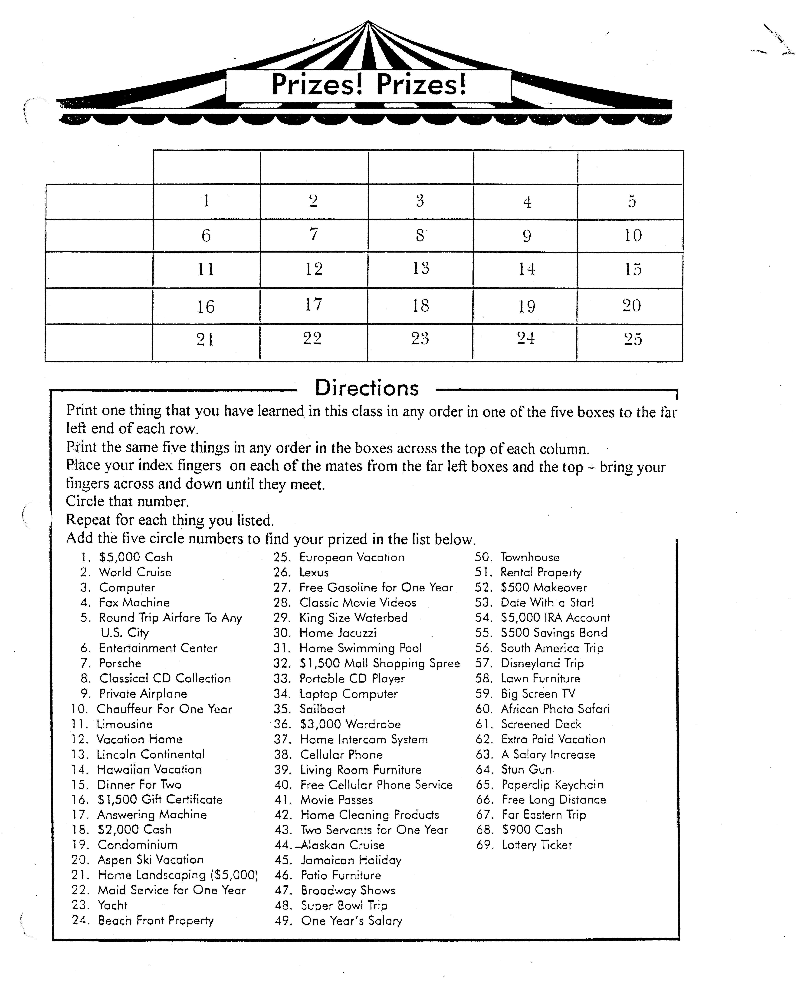 Prizes! Prizes!
1 2 3 4 5
6 7 8 9 10
11 12 13 14 15
16 17 18 19 20
21 22 23 24 25
Directions
Print one thing that you have learned in this class in any order in one of the five boxes to the far
left end of each row.
Print the same five things in any order in the boxes across the top of each column.
Place your index fingers on each of the mates from the far left boxes and the top – bring your
fingers across and down until they meet.
Circle that number.
Repeat for each thing you listed.
Add the five circle numbers to find your prized in the list below.
1. $5,000 Cash
2. World Cruise
3. Computer
4. Fax Machine
5. Round Trip Airfare To Any
U.S. City
6. Entertainment Center
7. Porsche
8. Classical CD Collection
9. Private Airplane
10. Chauffeur For One Year
11. Limousine
12. Vacation Home
13. Lincoln Continental
14. Hawaiian Vacation
15. Dinner For Two
16. $1,500 Gift Certificate
17. Answering Machine
18. $2,000 Cash
19. Condominium
20. Aspen Ski Vacation
21. Home Landscaping ($5,000)
22. Maid Service for One Year
23. Yacht
24. Beach Front Property
25. European Vacation
26. Lexus
27. Free Gasoline for One Year
28. Classic Movie Videos
29. King Size Waterbed
30. Home Jacuzzi
31. Home Swimming Pool
32. $1,500 Mall Shopping Spree
33. Portable CD Player
34. Laptop Computer
35. Sailboat
36. $3,000 Wardrobe
37. Home Intercom System
38. Cellular Phone
39. Living Room Furniture
40. Free Cellular Phone Service
41. Movie Passes
42. Home Cleaning Products
43. Two Servants for One Year
44. Alaskan Cruise
45. Jamaican Holiday
46. Patio Furniture
47. Broadway Shows
48. Super Bowl Trip
49. One Year's Salary
50. Townhouse
51. Rental Property
52. $500 Makeover
53. Date With a Star!
54. $5,000 IRA Account
55. $500 Savings Bond
56. South America Trip
57. Disneyland Trip
58. Lawn Furniture
59. Big Screen TV
60. African Photo Safari
61. Screened Deck
62. Extra Paid Vacation
63. A Salary Increase
64. Stun Gun
65. Paperclip Keychain
66. Free Long Distance
67. Far Eastern Trip
68. $900 Cash
69. Lottery Ticket